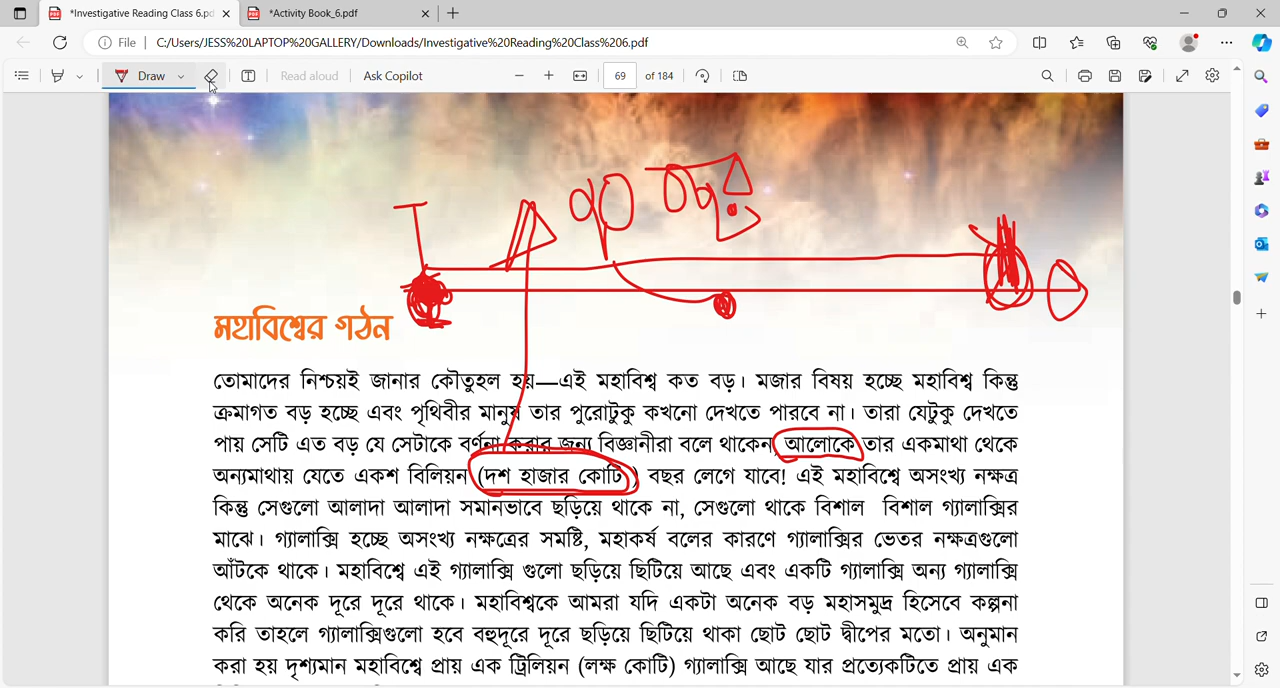 *Investigative Reading Class 6.pd
*Activity Book_6.pdf
File
C:/Users/JESS%20LAPTOP%20GALLERY/Downloads/Investigative%20Reading%20Class%206.pdf
Draw
Read aloud
Ask Copilot
69 of 184
মহাবিশ্বের গঠন
তোমাদের নিশ্চয়ই জানার কৌতুহল হয়—এই মহাবিশ্ব কত বড়। মজার বিষয় হচ্ছে মহাবিশ্ব কিন্তু
ক্রমাগত বড় হচ্ছে এবং পৃথিবীর মানুষ তার পুরোটুকু কখনো দেখতে পারবে না। তারা যেটুকু দেখতে
পায় সেটি এত বড় যে সেটাকে বর্ণনা করার জন্য বিজ্ঞানীরা বলে থাকেন, আলোকে তার একমাথা থেকে
অন্যমাথায় যেতে একশ বিলিয়ন (দশ হাজার কোটি ) বছর লেগে যাবে! এই মহাবিশ্বে অসংখ্য নক্ষত্র
কিন্তু সেগুলো আলাদা আলাদা সমানভাবে ছড়িয়ে থাকে না, সেগুলো থাকে বিশাল বিশাল গ্যালাক্সির
মাঝে। গ্যালাক্সি হচ্ছে অসংখ্য নক্ষত্রের সমষ্টি, মহাকর্ষ বলের কারণে গ্যালাক্সির ভেতর নক্ষত্রগুলো
আঁটকে থাকে। মহাবিশ্বে এই গ্যালাক্সি গুলো ছড়িয়ে ছিটিয়ে আছে এবং একটি গ্যালাক্সি অন্য গ্যালাক্সি
থেকে অনেক দূরে দূরে থাকে। মহাবিশ্বকে আমরা যদি একটা অনেক বড় মহাসমুদ্র হিসেবে কল্পনা
করি তাহলে গ্যালাক্সিগুলো হবে বহুদূরে দূরে ছড়িয়ে ছিটিয়ে থাকা ছোট ছোট দ্বীপের মতো। অনুমান
করা হয় দৃশ্যমান মহাবিশ্বে প্রায় এক ট্রিলিয়ন (লক্ষ কোটি) গ্যালাক্সি আছে যার প্রত্যেকটিতে প্রায় এক